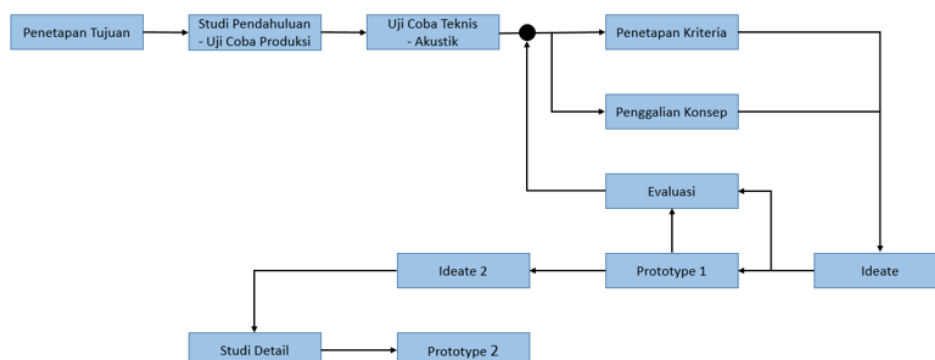 Penetapan Tujuan
Studi Pendahuluan
- Uji Coba Produksi
Uji Coba Teknis
- Akustik
Penetapan Kriteria
Penggalian Konsep
Evaluasi
Ideate 2
Prototype 1
Ideate
Studi Detail
Prototype 2